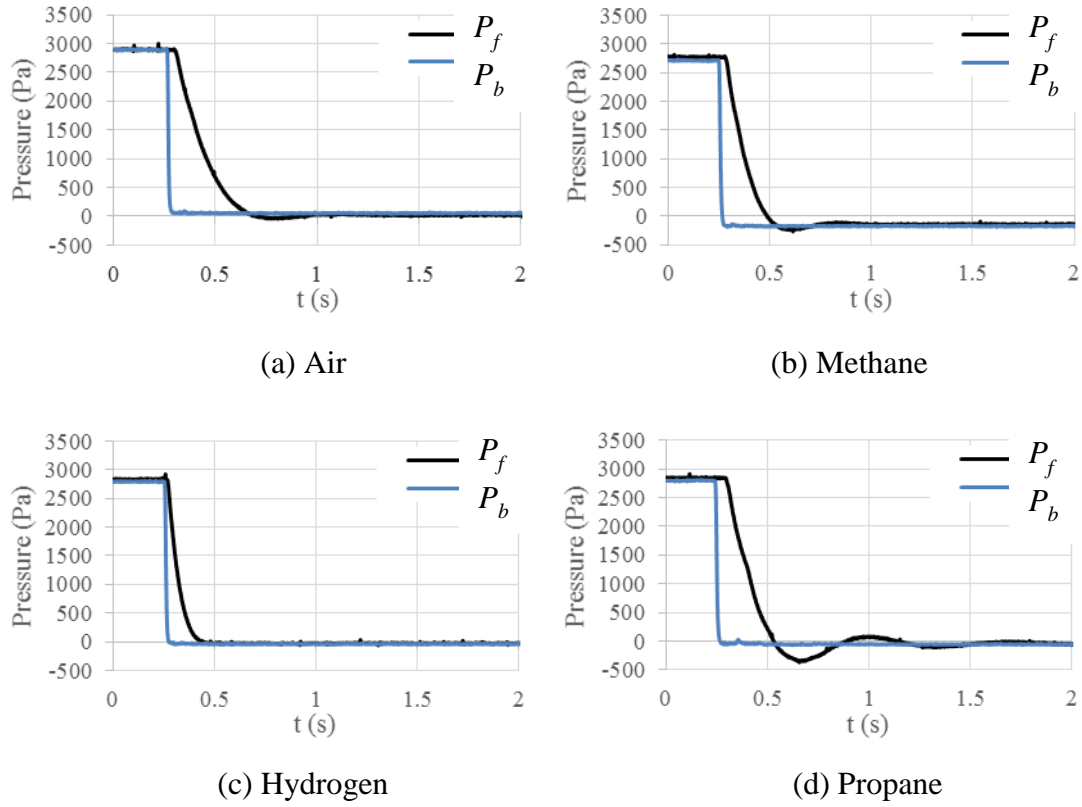 3500
3000
2500
2000
1500
1000
500
0
-500
Pressure (Pa)
P_f
P_b
0 0.5 1 1.5 2
t (s)
(a) Air
3500
3000
2500
2000
1500
1000
500
0
-500
Pressure (Pa)
P_f
P_b
0 0.5 1 1.5 2
t (s)
(b) Methane
3500
3000
2500
2000
1500
1000
500
0
-500
Pressure (Pa)
P_f
P_b
0 0.5 1 1.5 2
t (s)
(c) Hydrogen
3500
3000
2500
2000
1500
1000
500
0
-500
Pressure (Pa)
P_f
P_b
0 0.5 1 1.5 2
t (s)
(d) Propane